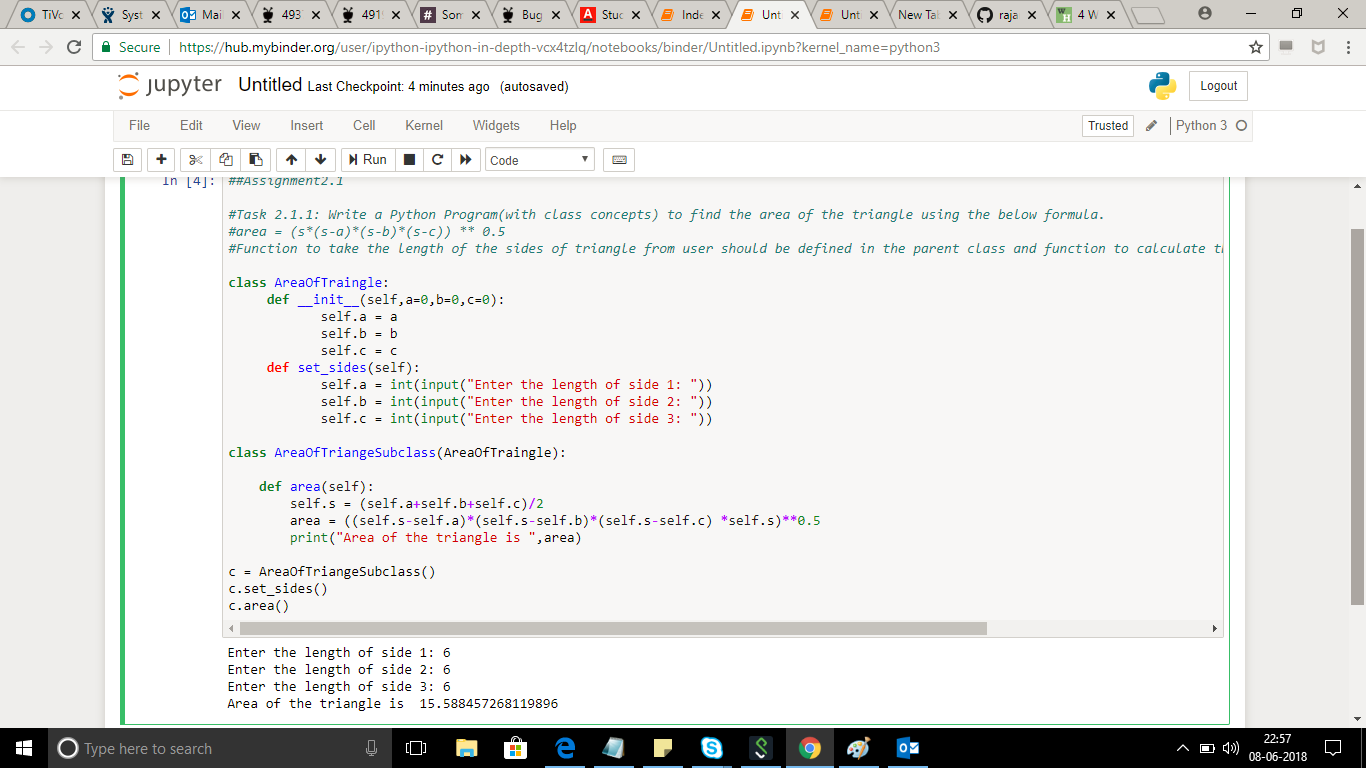 TiVo
Syst
Mai
493
491!
Son
Bug
Stuc
Inde
Unt
Unt
New Tal
raja
4 W
Secure
https://hub.mybinder.org/user/ipython-ipython-in-depth-vcx4tzlq/notebooks/binder/Untitled.ipynb?kernel_name=python3
jupyter Untitled Last Checkpoint: 4 minutes ago (autosaved)
Logout
File Edit View Insert Cell Kernel Widgets Help
Trusted
Python 3
Run
Code
In [4]:
##Assignment2.1
#Task 2.1.1: Write a Python Program(with class concepts) to find the area of the triangle using the below formula.
#area = (s*(s-a)*(s-b)*(s-c)) ** 0.5
#Function to take the length of the sides of triangle from user should be defined in the parent class and function to calculate th
class AreaOfTraingle:
def __init__(self,a=0,b=0,c=0):
self.a = a
self.b = b
self.c = c
def set_sides(self):
self.a = int(input("Enter the length of side 1: "))
self.b = int(input("Enter the length of side 2: "))
self.c = int(input("Enter the length of side 3: "))
class AreaOfTriangeSubclass(AreaOfTraingle):
def area(self):
self.s = (self.a+self.b+self.c)/2
area = ((self.s-self.a)*(self.s-self.b)*(self.s-self.c) *self.s)**0.5
print("Area of the triangle is ",area)
c = AreaOfTriangeSubclass()
c.set_sides()
c.area()
Enter the length of side 1: 6
Enter the length of side 2: 6
Enter the length of side 3: 6
Area of the triangle is  15.588457268119896
Type here to search
22:57
08-06-2018